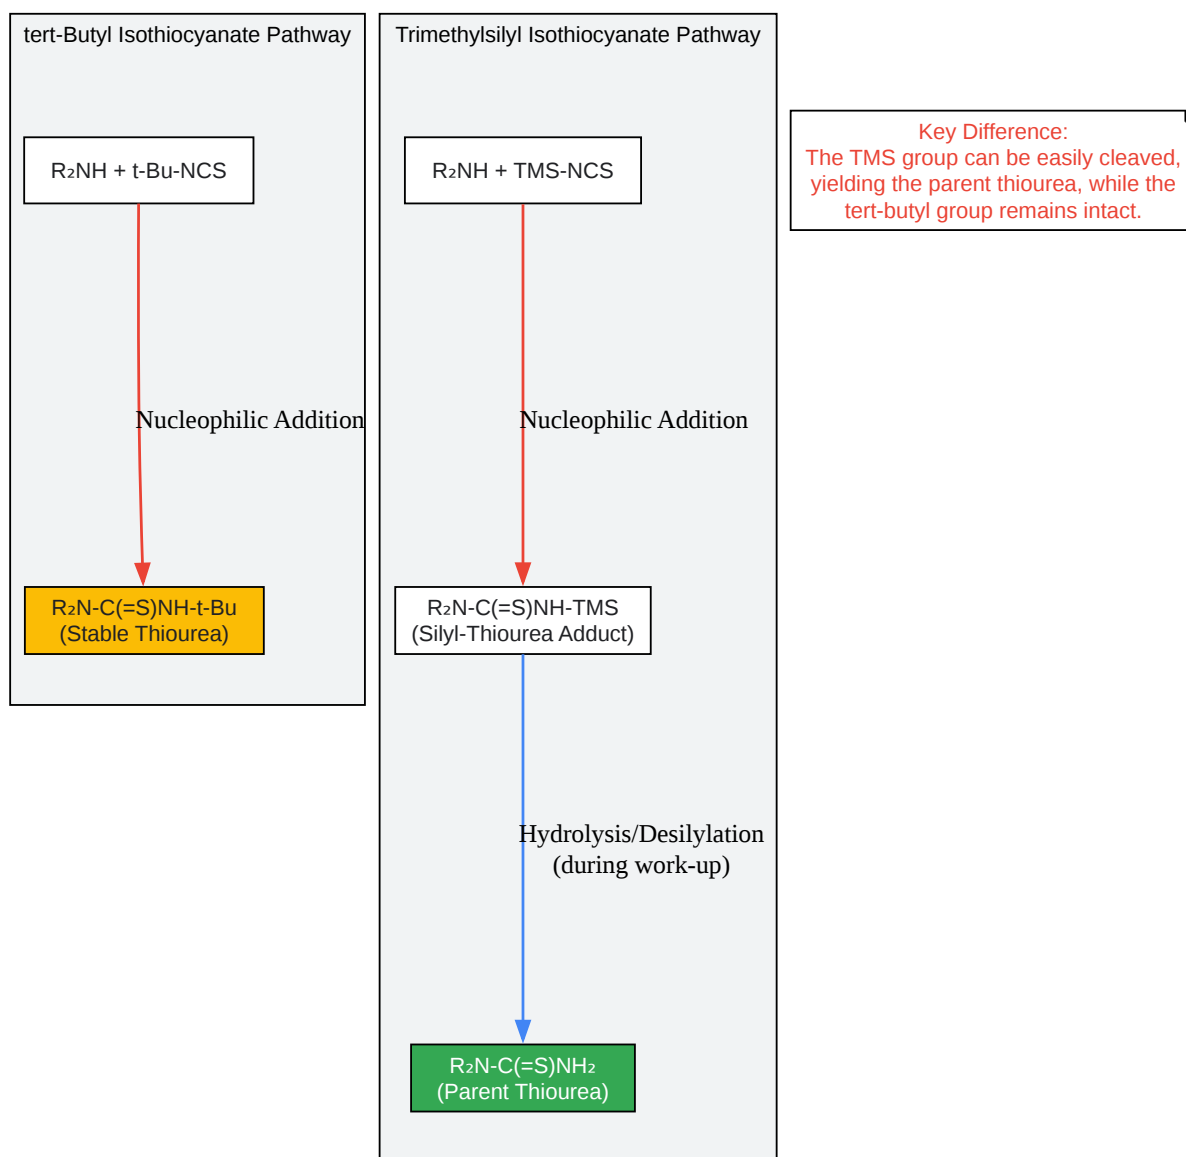 tert-Butyl Isothiocyanate Pathway
R₂NH + t-Bu-NCS
Nucleophilic Addition
R₂N-C(=S)NH-t-Bu
(Stable Thiourea)
Trimethylsilyl Isothiocyanate Pathway
R₂NH + TMS-NCS
Nucleophilic Addition
R₂N-C(=S)NH-TMS
(Silyl-Thiourea Adduct)
Hydrolysis/Desilylation
(during work-up)
R₂N-C(=S)NH₂
(Parent Thiourea)
Key Difference:
The TMS group can be easily cleaved,
yielding the parent thiourea, while the
tert-butyl group remains intact.